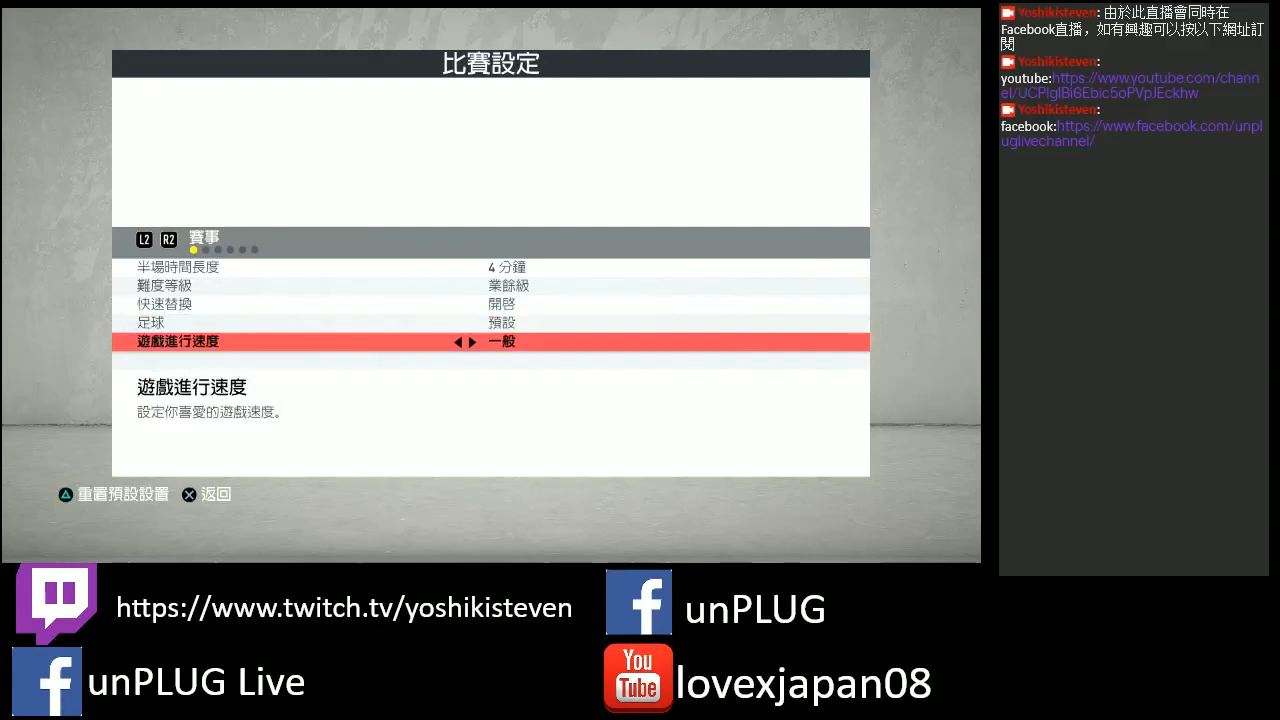 比賽設定
L2 R2 賽事
半場時間長度 4 分鐘
難度等級 業餘級
快速替換 開啓
足球 預設
遊戲進行速度 一般
遊戲進行速度
設定你喜愛的遊戲速度。
重置預設設置 返回
Yoshikisteven: 由於此直播會同時在
Facebook直播，如有興趣可以按以下網址訂
閱
Yoshikisteven:
youtube:https://www.youtube.com/chann
el/UCPlglBi6Ebic5oPVpJEckhw
Yoshikisteven:
facebook:https://www.facebook.com/unpl
uglivechannel/
https://www.twitch.tv/yoshikisteven
unPLUG
unPLUG Live
You
Tube
lovexjapan08